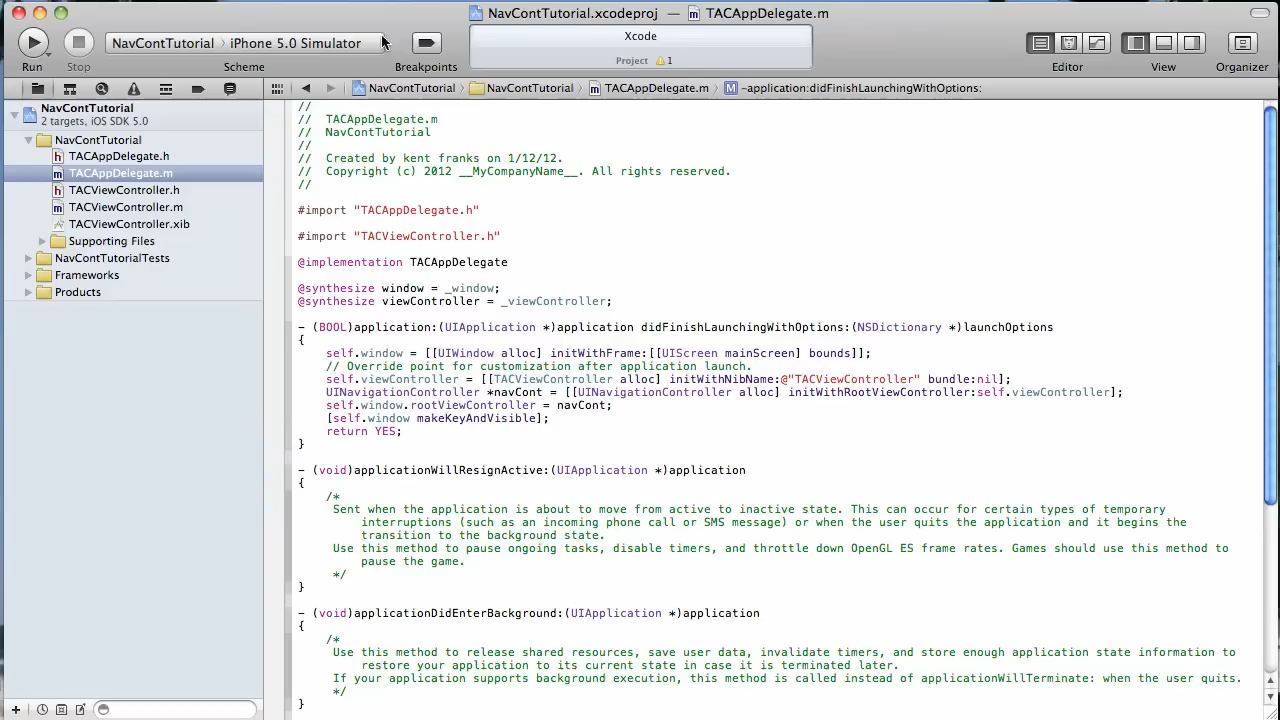 NavContTutorial.xcodeproj — TACAppDelegate.m
NavContTutorial › iPhone 5.0 Simulator
Xcode
Project 1
Run
Stop
Scheme
Breakpoints
Editor
View
Organizer
NavContTutorial
2 targets, iOS SDK 5.0
NavContTutorial
TACAppDelegate.h
TACAppDelegate.m
TACViewController.h
TACViewController.m
TACViewController.xib
Supporting Files
NavContTutorialTests
Frameworks
Products
NavContTutorial › NavContTutorial › TACAppDelegate.m › -application:didFinishLaunchingWithOptions:
//
// TACAppDelegate.m
// NavContTutorial
//
// Created by kent franks on 1/12/12.
// Copyright (c) 2012 __MyCompanyName__. All rights reserved.
//
#import "TACAppDelegate.h"
#import "TACViewController.h"
@implementation TACAppDelegate
@synthesize window = _window;
@synthesize viewController = _viewController;
- (BOOL)application:(UIApplication *)application didFinishLaunchingWithOptions:(NSDictionary *)launchOptions
{
self.window = [[UIWindow alloc] initWithFrame:[[UIScreen mainScreen] bounds]];
// Override point for customization after application launch.
self.viewController = [[TACViewController alloc] initWithNibName:@"TACViewController" bundle:nil];
UINavigationController *navCont = [[UINavigationController alloc] initWithRootViewController:self.viewController];
self.window.rootViewController = navCont;
[self.window makeKeyAndVisible];
return YES;
}
- (void)applicationWillResignActive:(UIApplication *)application
{
/*
Sent when the application is about to move from active to inactive state. This can occur for certain types of temporary
interruptions (such as an incoming phone call or SMS message) or when the user quits the application and it begins the
transition to the background state.
Use this method to pause ongoing tasks, disable timers, and throttle down OpenGL ES frame rates. Games should use this method to
pause the game.
*/
}
- (void)applicationDidEnterBackground:(UIApplication *)application
{
/*
Use this method to release shared resources, save user data, invalidate timers, and store enough application state information to
restore your application to its current state in case it is terminated later.
If your application supports background execution, this method is called instead of applicationWillTerminate: when the user quits.
*/
}